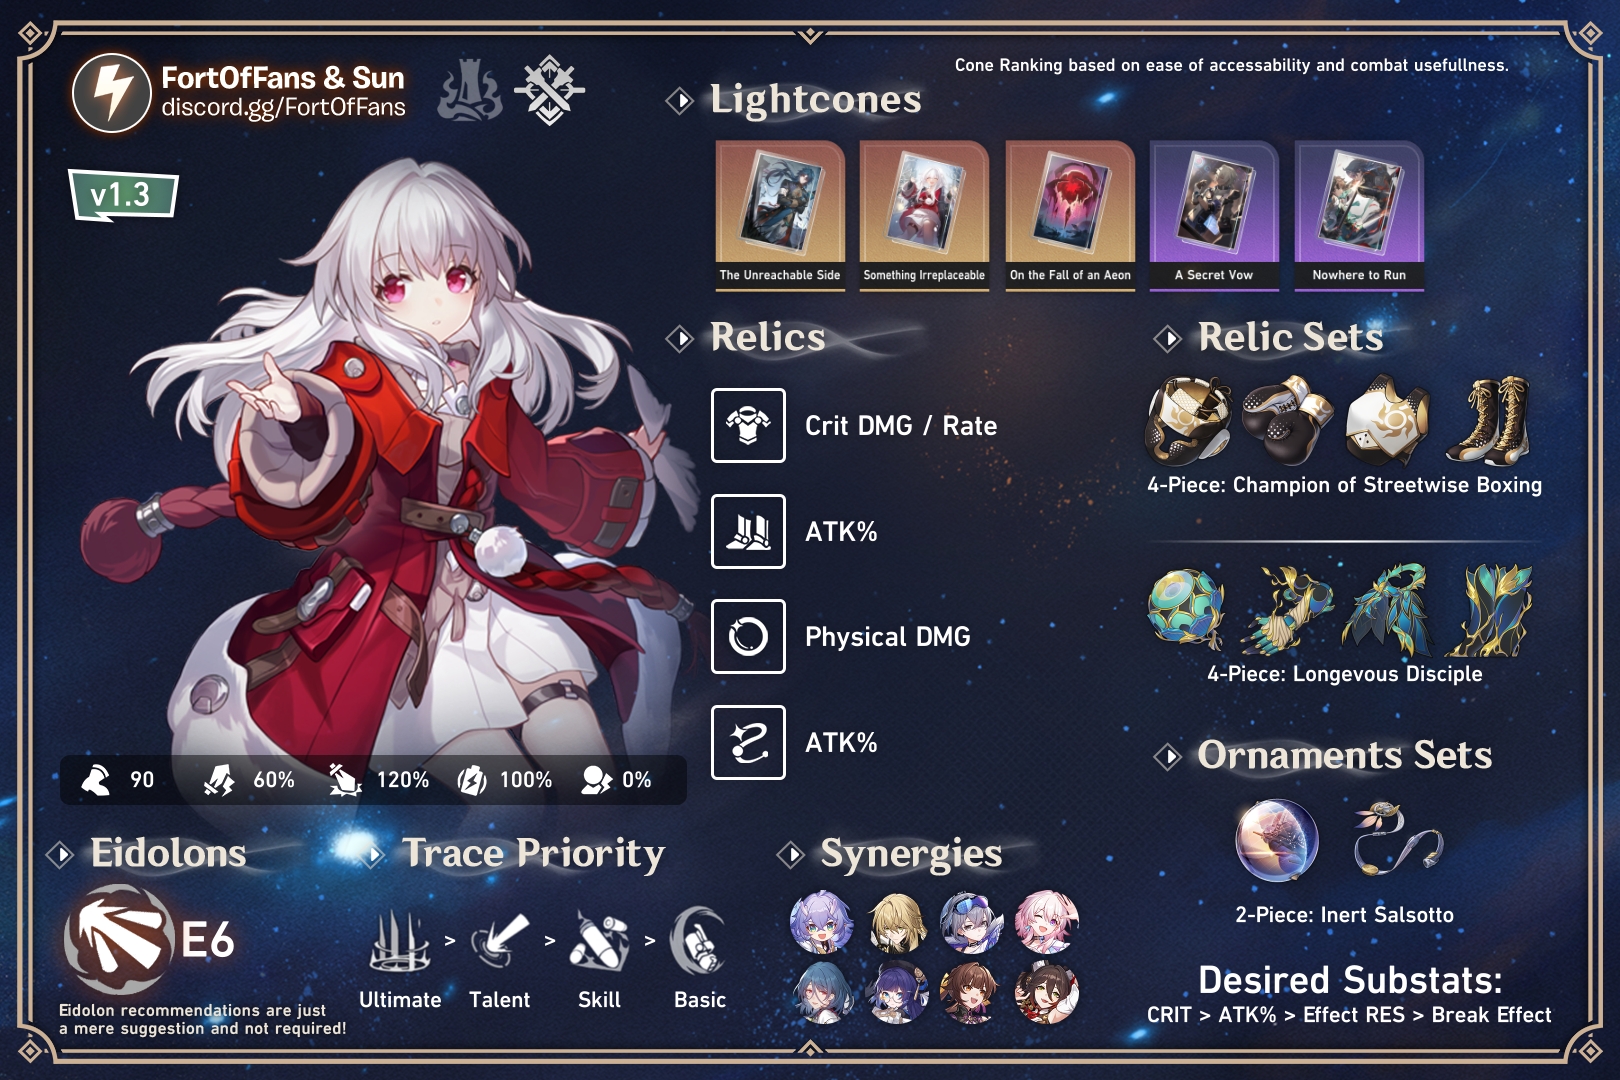 FortOfFans & Sun
discord.gg/FortOfFans
v1.3
Cone Ranking based on ease of accessability and combat usefullness.
Lightcones
The Unreachable Side
Something Irreplaceable
On the Fall of an Aeon
A Secret Vow
Nowhere to Run
Relics
Crit DMG / Rate
ATK%
Physical DMG
ATK%
Relic Sets
4-Piece: Champion of Streetwise Boxing
4-Piece: Longevous Disciple
Ornaments Sets
2-Piece: Inert Salsotto
Desired Substats:
CRIT > ATK% > Effect RES > Break Effect
90 60% 120% 100% 0%
Eidolons
E6
Eidolon recommendations are just
a mere suggestion and not required!
Trace Priority
> > >
Ultimate Talent Skill Basic
Synergies